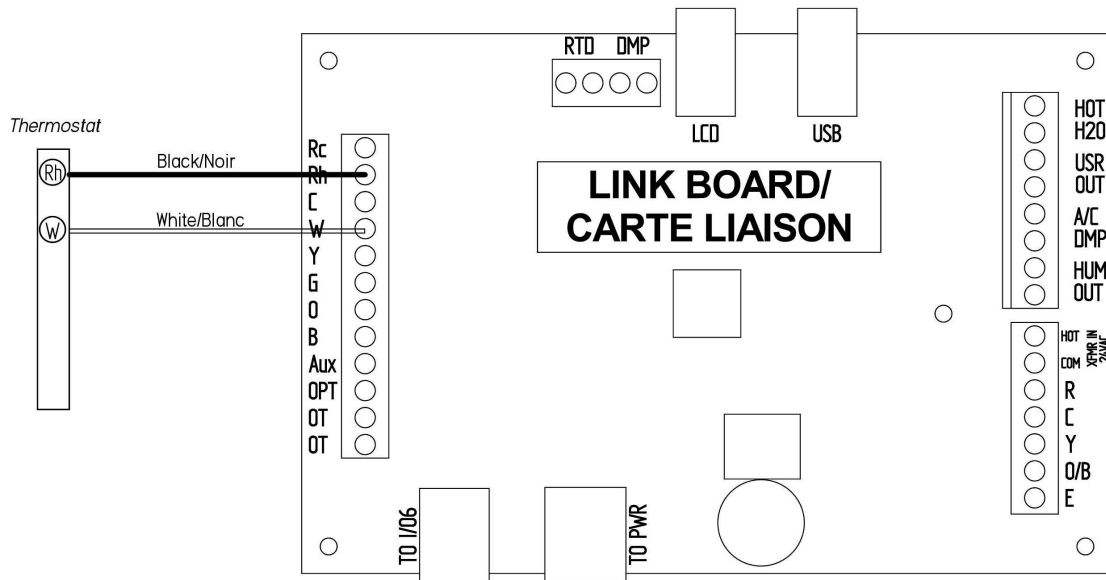 Thermostat
Rh
W
Black/Noir
White/Blanc
Rc
Rh
C
W
Y
G
O
B
Aux
OPT
OT
OT
RTD DMP
LCD
USB
LINK BOARD/
CARTE LIAISON
TO I/O6
TO PWR
HOT
H2O
USR
OUT
A/C
DMP
HUM
OUT
HOT
COM
XFMR IN
24VAC
R
C
Y
O/B
E